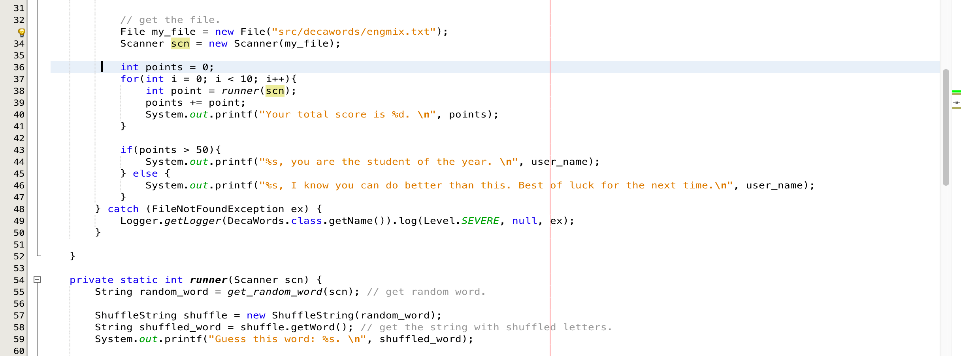 31
32 // get the file.
File my_file = new File("src/decawords/engmix.txt");
34 Scanner scn = new Scanner(my_file);
35
36 int points = 0;
37 for(int i = 0; i < 10; i++){
38 int point = runner(scn);
39 points += point;
40 System.out.printf("Your total score is %d. \n", points);
41 }
42
43 if(points > 50){
44 System.out.printf("%s, you are the student of the year. \n", user_name);
45 } else {
46 System.out.printf("%s, I know you can do better than this. Best of luck for the next time.\n", user_name);
47 }
48 } catch (FileNotFoundException ex) {
49 Logger.getLogger(DecaWords.class.getName()).log(Level.SEVERE, null, ex);
50 }
51
52 }
53
54 private static int runner(Scanner scn) {
55 String random_word = get_random_word(scn); // get random word.
56
57 ShuffleString shuffle = new ShuffleString(random_word);
58 String shuffled_word = shuffle.getWord(); // get the string with shuffled letters.
59 System.out.printf("Guess this word: %s. \n", shuffled_word);
60